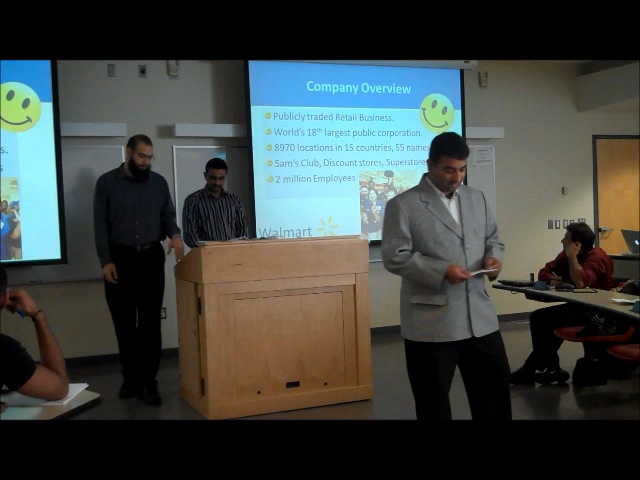 Company Overview
Publicly traded Retail Business.
World's 18th largest public corporation.
8970 locations in 15 countries, 55 names
Sam's Club, Discount stores, Superstores
2 million Employees
Walmart